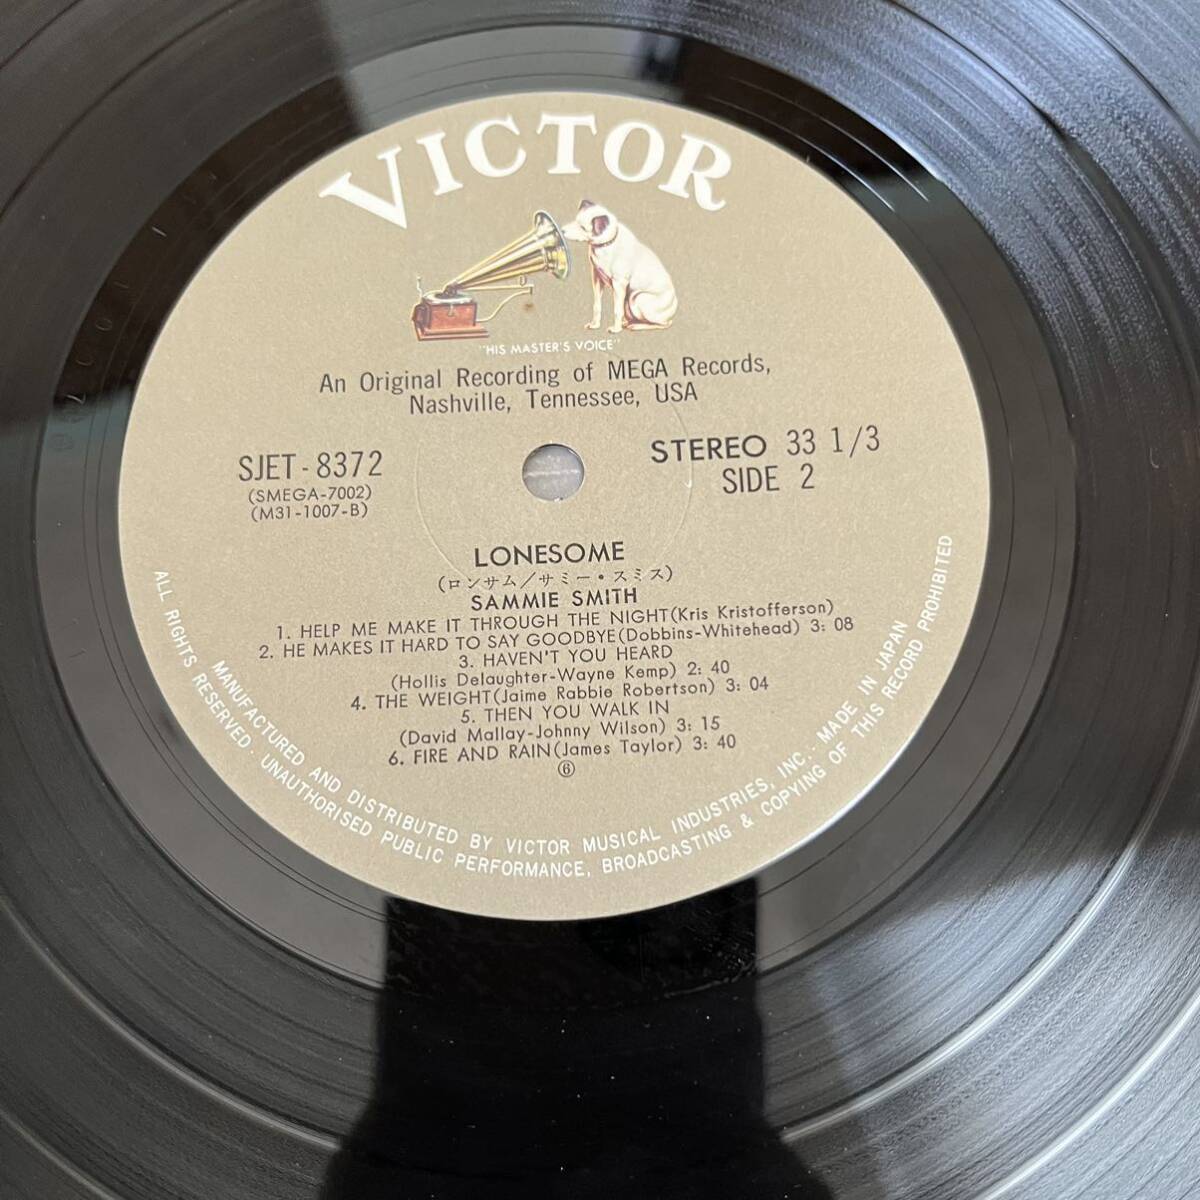 VICTOR
"HIS MASTER'S VOICE"
An Original Recording of MEGA Records,
Nashville, Tennessee, USA
SJET-8372
(SMEGA-7002)
(M31-1007-B)
STEREO 33 1/3
SIDE 2
LONESOME
(ロンサム/サミー・スミス)
SAMMIE SMITH
1. HELP ME MAKE IT THROUGH THE NIGHT(Kris Kristofferson)
2. HE MAKES IT HARD TO SAY GOODBYE(Dobbins-Whitehead) 3: 08
3. HAVEN'T YOU HEARD
(Hollis Delaughter-Wayne Kemp) 2: 40
4. THE WEIGHT(Jaime Rabbie Robertson) 3: 04
5. THEN YOU WALK IN
(David Mallay-Johnny Wilson) 3: 15
6. FIRE AND RAIN(James Taylor) 3: 40
⑥
MANUFACTURED AND DISTRIBUTED BY VICTOR MUSICAL INDUSTRIES, INC. · MADE IN JAPAN
ALL RIGHTS RESERVED · UNAUTHORISED PUBLIC PERFORMANCE, BROADCASTING & COPYING OF THIS RECORD PROHIBITED